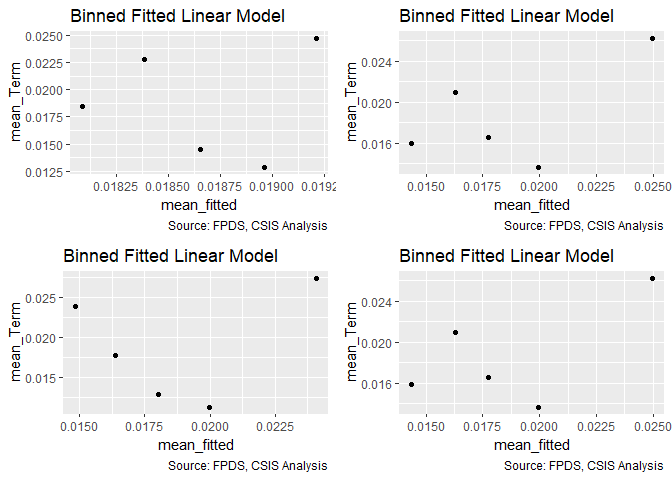 Binned Fitted Linear Model
mean_Term
0.0250
0.0225
0.0200
0.0175
0.0150
0.0125
0.01825 0.01850 0.01875 0.01900 0.0192
mean_fitted
Source: FPDS, CSIS Analysis
Binned Fitted Linear Model
mean_Term
0.024
0.020
0.016
0.0150 0.0175 0.0200 0.0225 0.0250
mean_fitted
Source: FPDS, CSIS Analysis
Binned Fitted Linear Model
mean_Term
0.025
0.020
0.015
0.0150 0.0175 0.0200 0.0225
mean_fitted
Source: FPDS, CSIS Analysis
Binned Fitted Linear Model
mean_Term
0.024
0.020
0.016
0.0150 0.0175 0.0200 0.0225 0.0250
mean_fitted
Source: FPDS, CSIS Analysis